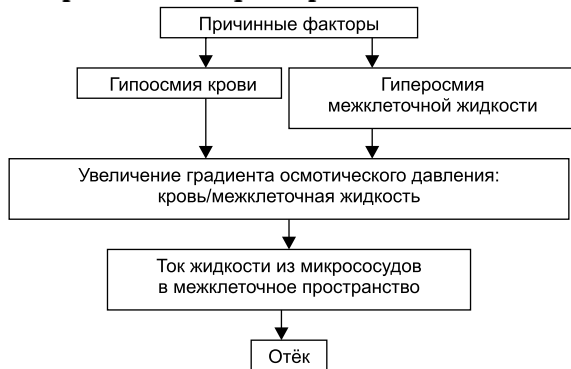 Причинные факторы
Гипоосмия крови
Гиперосмия
межклеточной жидкости
Увеличение градиента осмотического давления:
кровь/межклеточная жидкость
Ток жидкости из микрососудов
в межклеточное пространство
Отёк